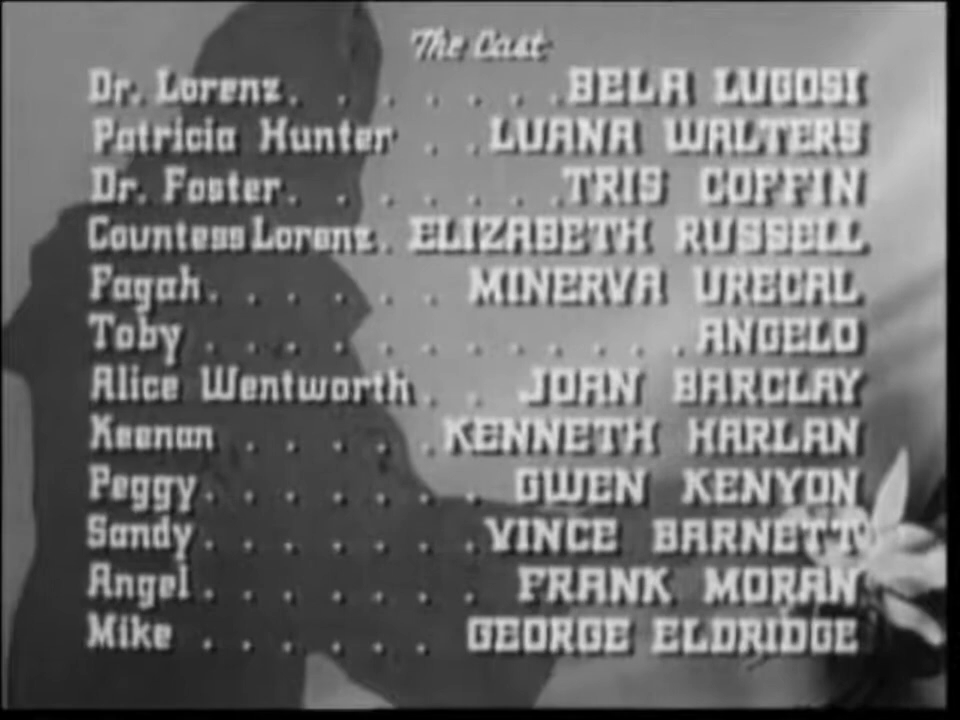 The Cast
Dr. Lorenz. . . . . . . .BELA LUGOSI
Patricia Hunter . . .LUANA WALTERS
Dr. Foster. . . . . . . .TRIS COFFIN
Countess Lorenz. .ELIZABETH RUSSELL
Fagah. . . . . . . MINERVA URECAL
Toby . . . . . . . . . . . . .ANGELO
Alice Wentworth. . . JOAN BARCLAY
Keenan . . . . . .KENNETH HARLAN
Peggy. . . . . . . . GWEN KENYON
Sandy. . . . . . . .VINCE BARNETT
Angel. . . . . . . . FRANK MORAN
Mike . . . . . . GEORGE ELDRIDGE